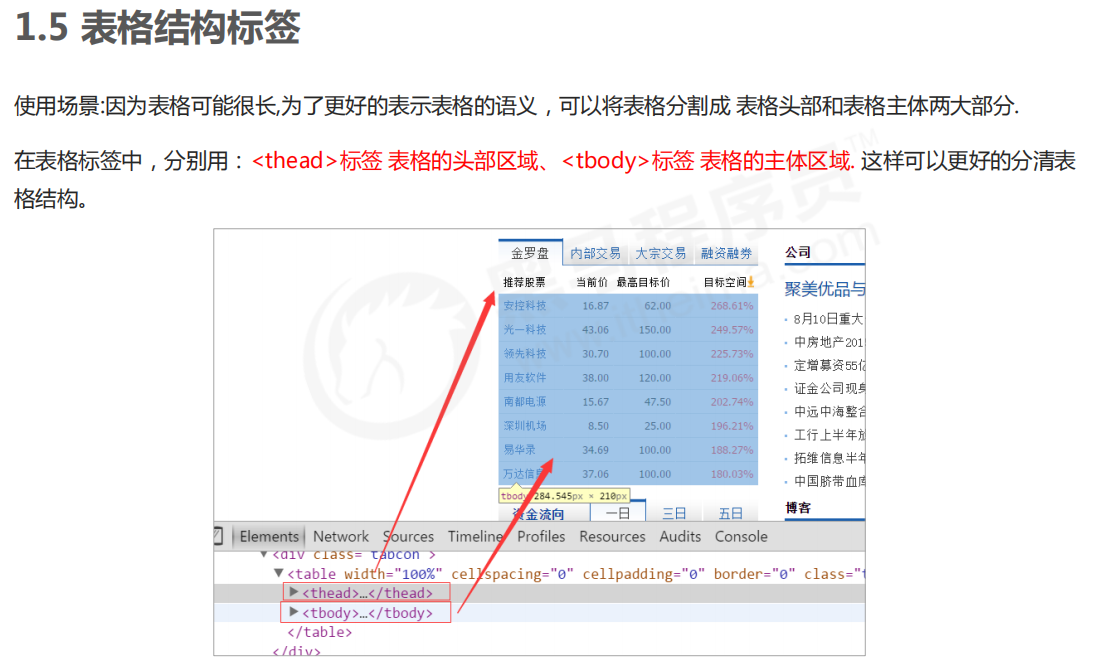 1.5 表格结构标签
使用场景:因为表格可能很长,为了更好的表示表格的语义，可以将表格分割成 表格头部和表格主体两大部分.
在表格标签中，分别用：<thead>标签 表格的头部区域、<tbody>标签 表格的主体区域. 这样可以更好的分清表
格结构。
黑马程序员™
www.itheima.com
金罗盘 内部交易 大宗交易 融资融券
推荐股票 当前价 最高目标价 目标空间
安控科技 16.87 62.00 268.61%
光一科技 43.06 150.00 249.57%
领先科技 30.70 100.00 225.73%
用友软件 38.00 120.00 219.06%
南都电源 15.67 47.50 202.74%
深圳机场 8.50 25.00 196.21%
易华录 34.69 100.00 188.27%
万达信息 37.06 100.00 180.03%
tbody 284.545px × 210px
资金流向 一日 三日 五日
公司
聚美优品与
8月10日重大
中房地产201
定增募资55亿
证金公司现身
中远中海整合
工行上半年
拓维信息半年
中国脐带血库
博客
Elements Network Sources Timeline Profiles Resources Audits Console
<div class="tabcon">
<table width="100%" cellspacing="0" cellpadding="0" border="0" class="t
<thead>…</thead>
<tbody>…</tbody>
</table>
</div>